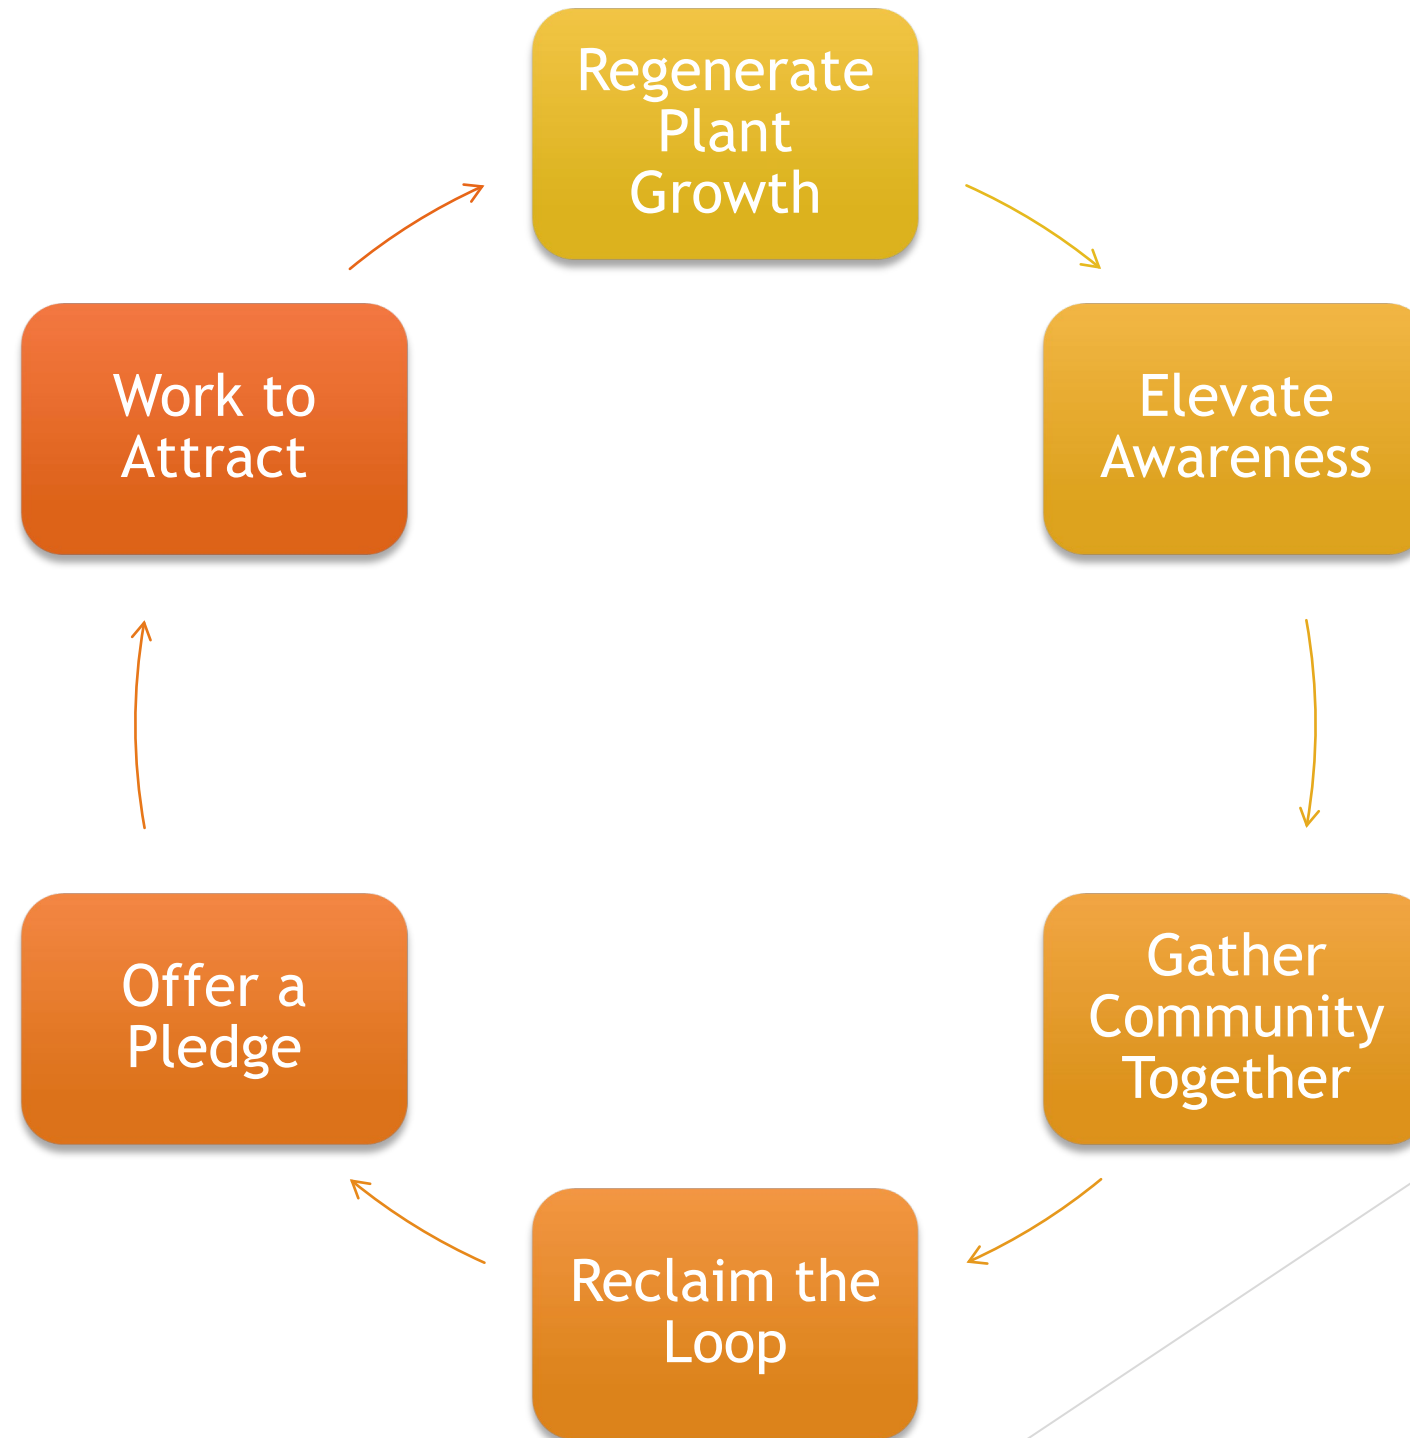 Regenerate
Plant
Growth
Elevate
Awareness
Gather
Community
Together
Reclaim the
Loop
Offer a
Pledge
Work to
Attract